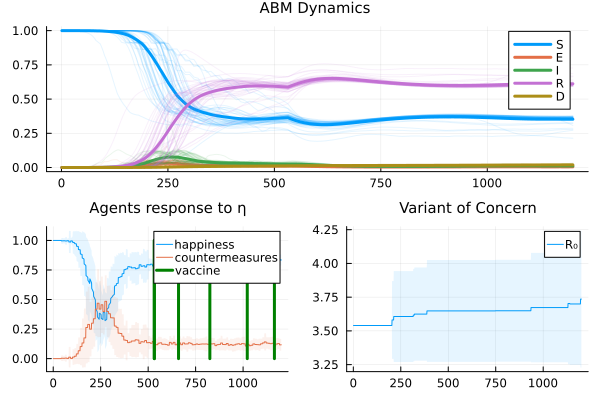 ABM Dynamics
1.00
0.75
0.50
0.25
0.00
0 250 500 750 1000
S
E
I
R
D
Agents response to η
1.00
0.75
0.50
0.25
0.00
0 250 500 750 1000
happiness
countermeasures
vaccine
Variant of Concern
4.25
4.00
3.75
3.50
3.25
0 250 500 750 1000
R₀